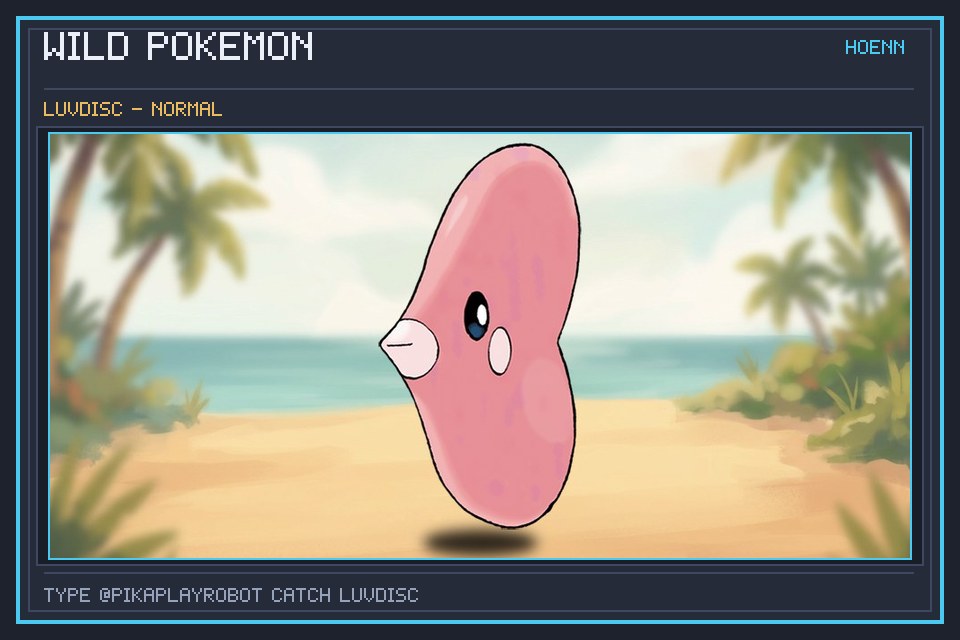 WILD POKEMON
HOENN
LUVDISC - NORMAL
TYPE @PIKAPLAYROBOT CATCH LUVDISC